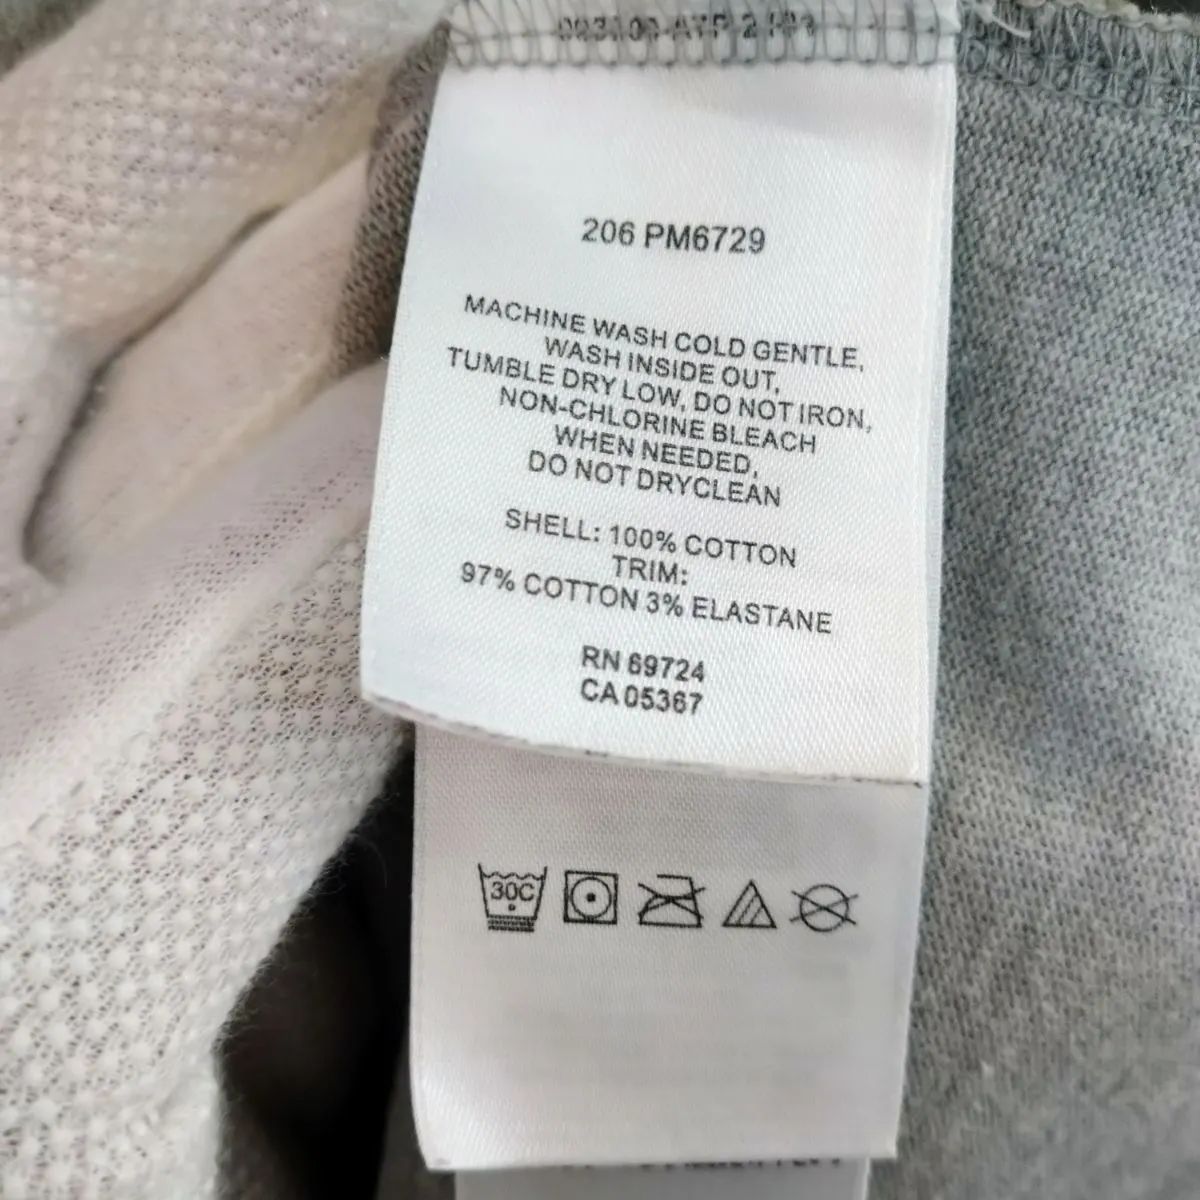 206 PM6729
MACHINE WASH COLD GENTLE,
WASH INSIDE OUT,
TUMBLE DRY LOW, DO NOT IRON,
NON-CHLORINE BLEACH
WHEN NEEDED,
DO NOT DRYCLEAN
SHELL: 100% COTTON
TRIM:
97% COTTON 3% ELASTANE
RN 69724
CA 05367
30C